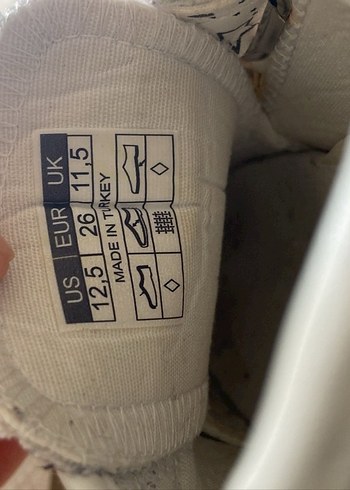 UK 11,5
EUR 26
US 12,5
MADE IN TURKEY